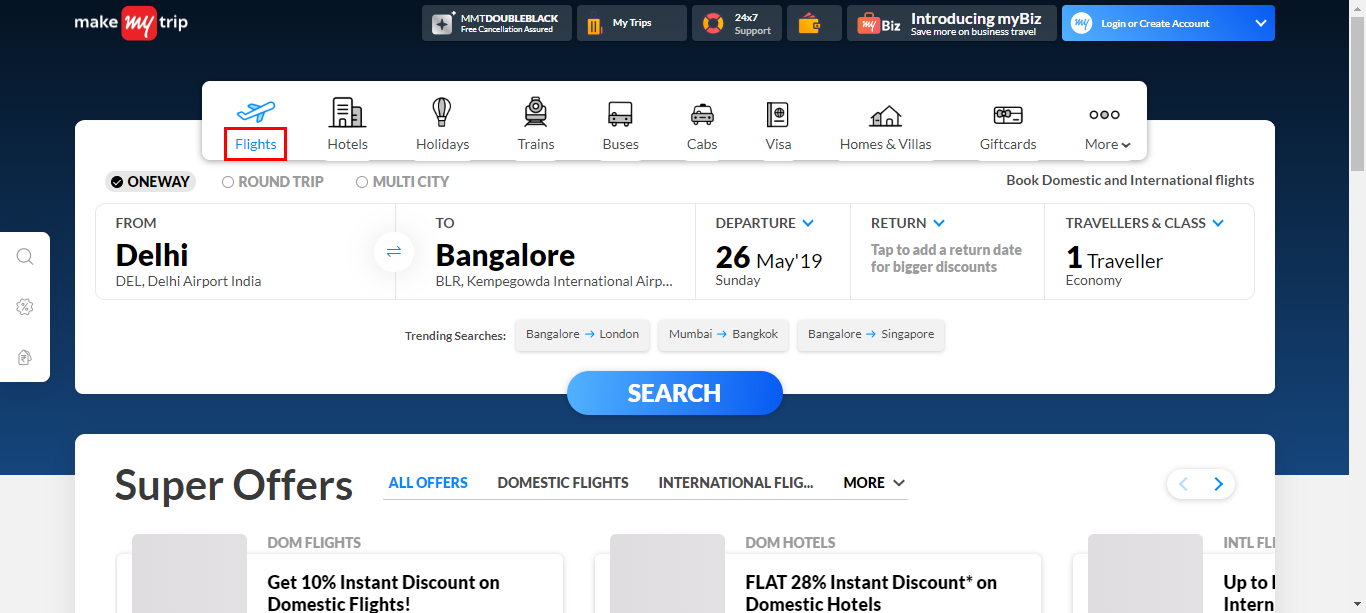 make my trip
MMTDOUBLEBLACK
Free Cancellation Assured
My Trips
24x7
Support
my Biz
Introducing myBiz
Save more on business travel
my
Login or Create Account
Flights
Hotels
Holidays
Trains
Buses
Cabs
Visa
Homes & Villas
Giftcards
More
ONEWAY
ROUND TRIP
MULTI CITY
Book Domestic and International flights
FROM
Delhi
DEL, Delhi Airport India
TO
Bangalore
BLR, Kempegowda International Airp...
DEPARTURE
26 May'19
Sunday
RETURN
Tap to add a return date
for bigger discounts
TRAVELLERS & CLASS
1 Traveller
Economy
Trending Searches:
Bangalore → London
Mumbai → Bangkok
Bangalore → Singapore
SEARCH
Super Offers
ALL OFFERS
DOMESTIC FLIGHTS
INTERNATIONAL FLIG...
MORE
DOM FLIGHTS
Get 10% Instant Discount on
Domestic Flights!
DOM HOTELS
FLAT 28% Instant Discount* on
Domestic Hotels
INTL FLI
Up to
Intern